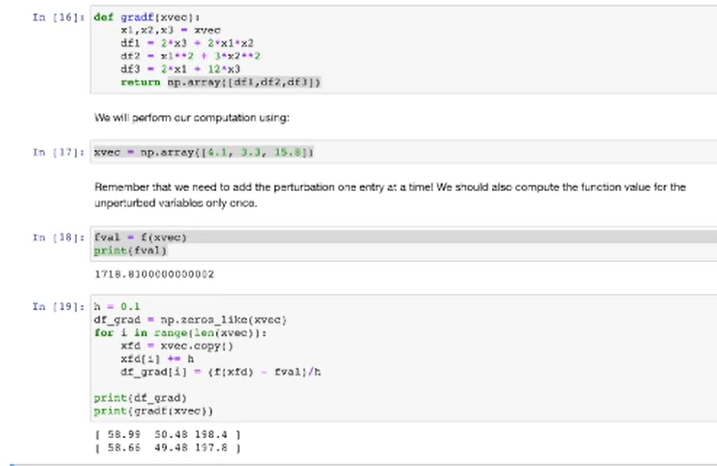 In [16]: def gradf(xvec):
x1,x2,x3 = xvec
df1 = 2*x3 + 2*x1*x2
df2 = x1**2 + 3*x2**2
df3 = 2*x1 + 12*x3
return np.array([df1,df2,df3])
We will perform our computation using:
In [17]: xvec = np.array([4.1, 3.3, 15.8])
Remember that we need to add the perturbation one entry at a time! We should also compute the function value for the
unperturbed variables only once.
In [18]: fval = f(xvec)
print(fval)
1718.8100000000002
In [19]: h = 0.1
df_grad = np.zeros_like(xvec)
for i in range(len(xvec)):
xfd = xvec.copy()
xfd[i] += h
df_grad[i] = (f(xfd) - fval)/h
print(df_grad)
print(gradf(xvec))
[ 58.99 50.48 198.4 ]
[ 58.66 49.48 197.8 ]